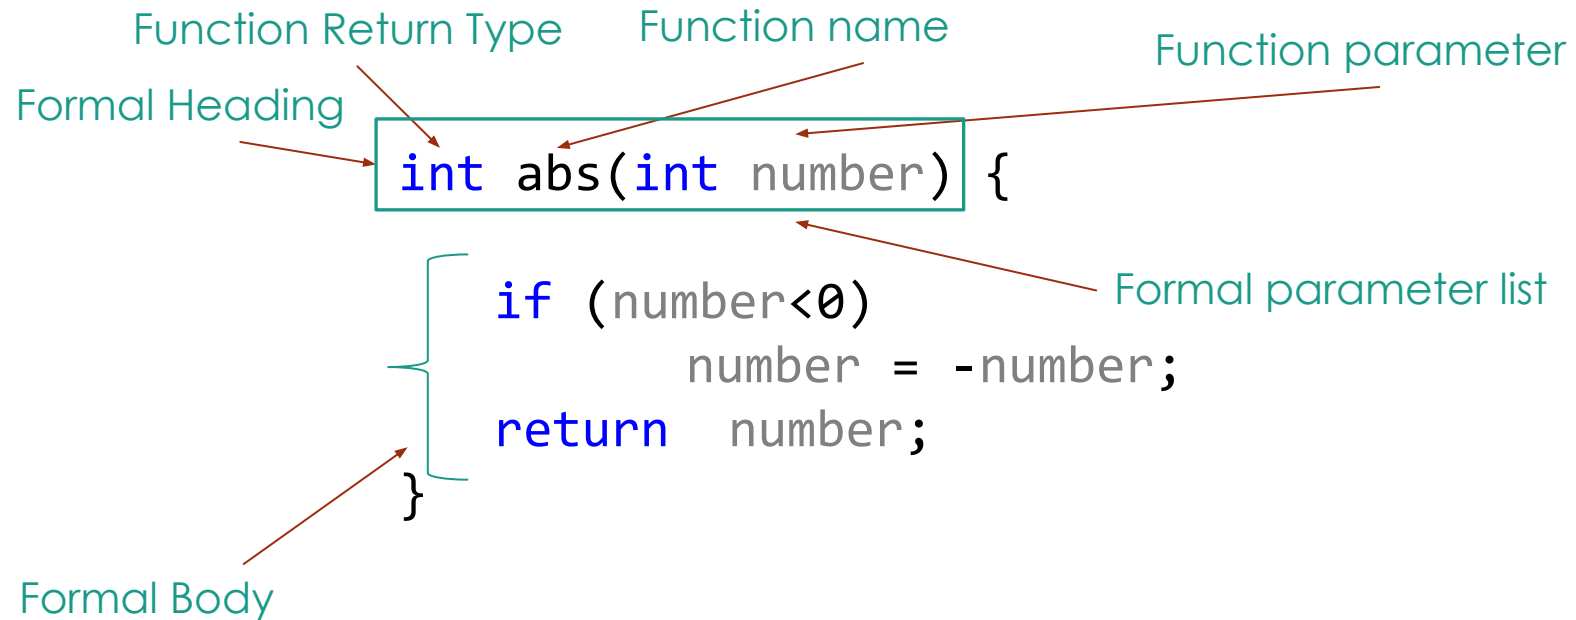 Function Return Type
Function name
Function parameter
Formal Heading
int abs(int number) {
if (number<0)
Formal parameter list
number = -number;
return number;
}
Formal Body